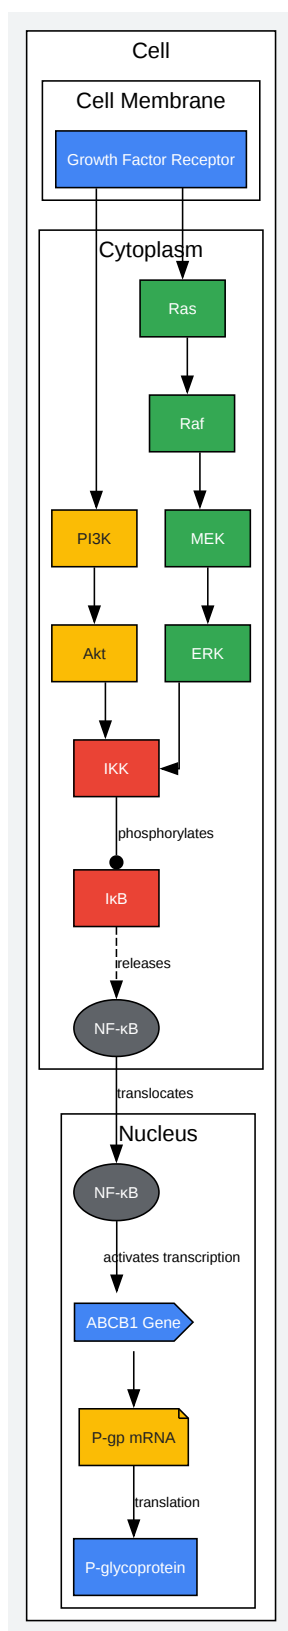 Cell
Cell Membrane
Growth Factor Receptor
Cytoplasm
Ras
Raf
PI3K
MEK
Akt
ERK
IKK
phosphorylates
IκB
releases
NF-κB
translocates
Nucleus
NF-κB
activates transcription
ABCB1 Gene
P-gp mRNA
translation
P-glycoprotein